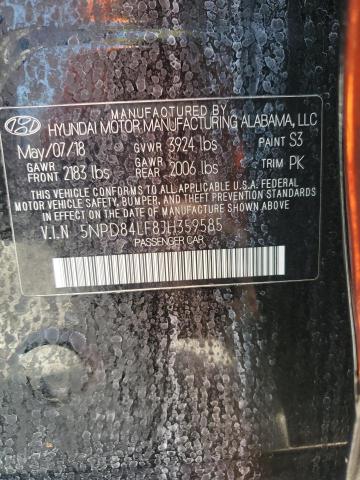 MANUFACTURED BY
HYUNDAI MOTOR MANUFACTURING ALABAMA, LLC
May/07/18 GVWR 3924 lbs PAINT S3
GAWR FRONT 2183 lbs GAWR REAR 2006 lbs TRIM PK
THIS VEHICLE CONFORMS TO ALL APPLICABLE U.S.A. FEDERAL
MOTOR VEHICLE SAFETY, BUMPER, AND THEFT PREVENTION
STANDARDS IN EFFECT ON THE DATE OF MANUFACTURE SHOWN ABOVE.
V.I.N 5NPD84LF8JH359585
PASSENGER CAR